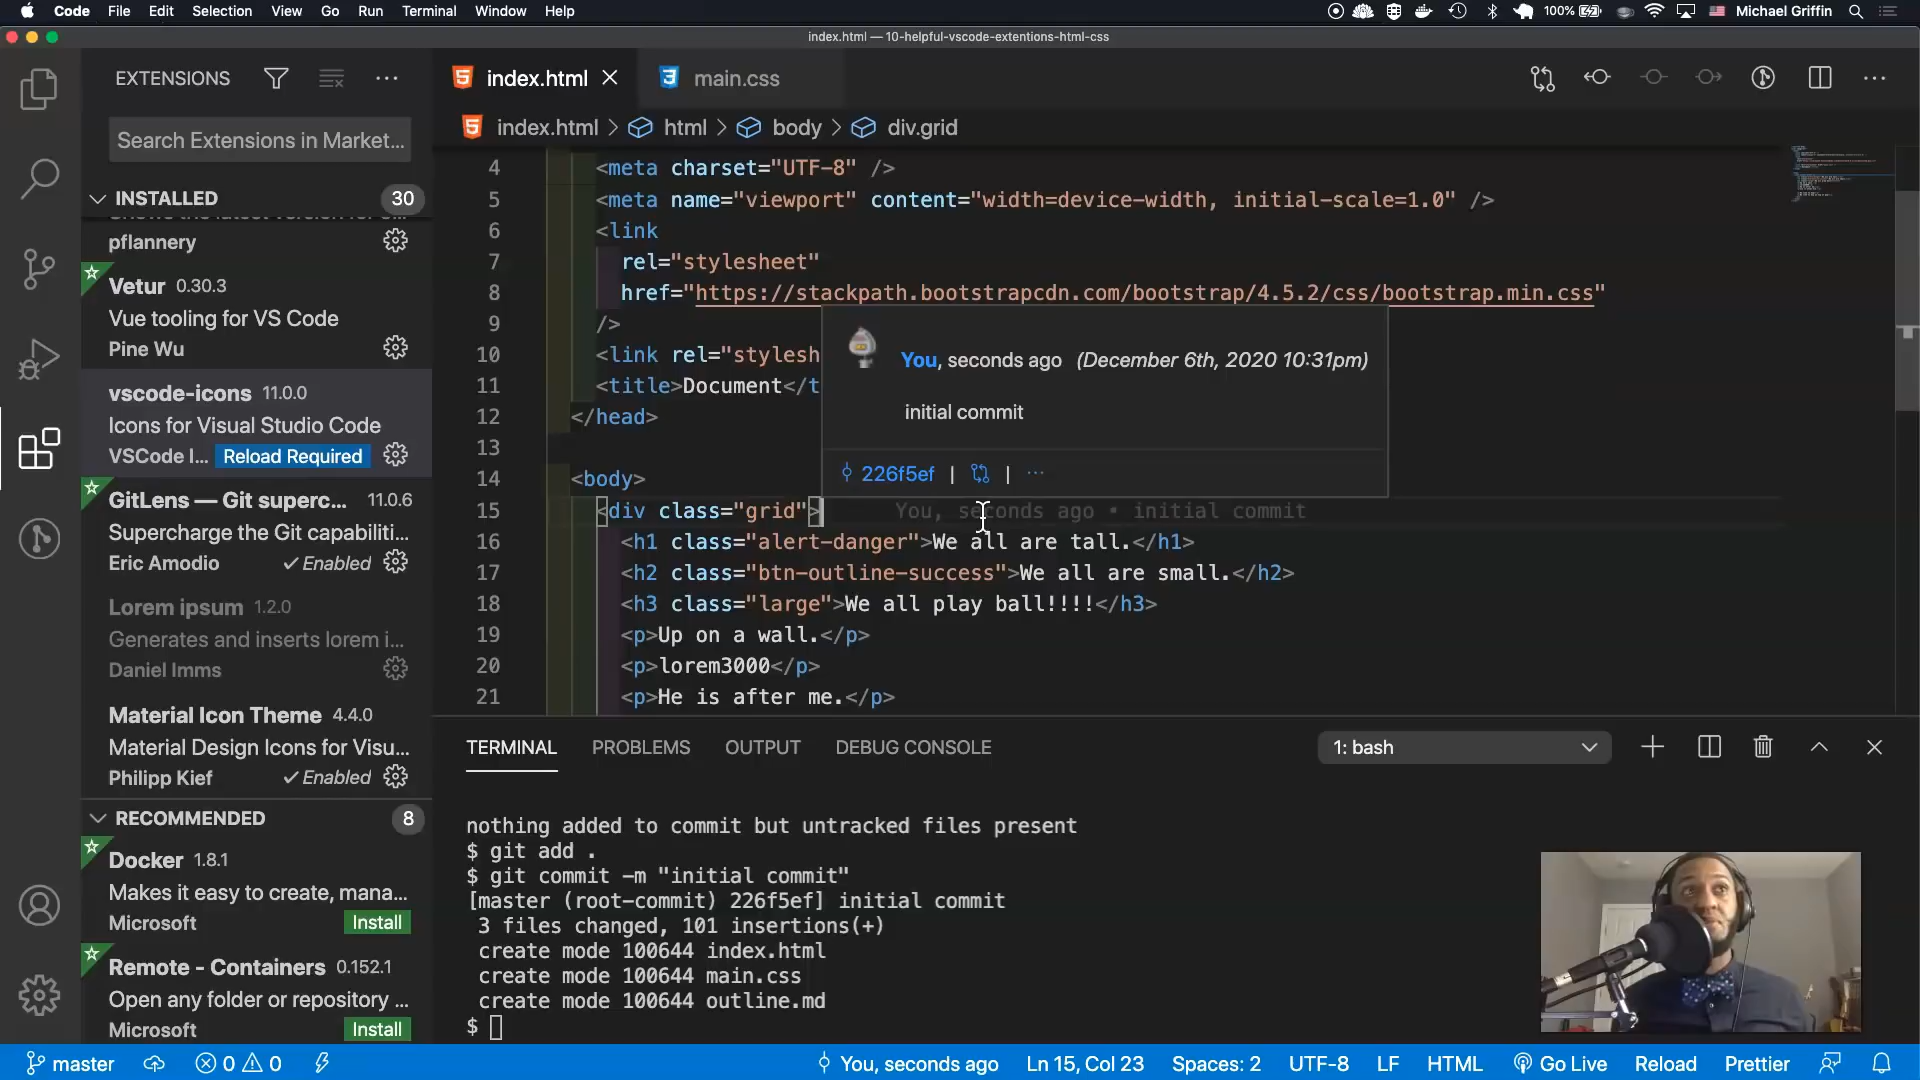 Code File Edit Selection View Go Run Terminal Window Help
100% Michael Griffin
index.html — 10-helpful-vscode-extentions-html-css
EXTENSIONS
Search Extensions in Market...
INSTALLED 30
pflannery
Vetur 0.30.3
Vue tooling for VS Code
Pine Wu
vscode-icons 11.0.0
Icons for Visual Studio Code
VSCode I... Reload Required
GitLens — Git superc... 11.0.6
Supercharge the Git capabiliti...
Eric Amodio ✓ Enabled
Lorem ipsum 1.2.0
Generates and inserts lorem i...
Daniel Imms
Material Icon Theme 4.4.0
Material Design Icons for Visu...
Philipp Kief ✓ Enabled
RECOMMENDED 8
Docker 1.8.1
Makes it easy to create, mana...
Microsoft Install
Remote - Containers 0.152.1
Open any folder or repository ...
Microsoft Install
index.html main.css
index.html > html > body > div.grid
4 <meta charset="UTF-8" />
5 <meta name="viewport" content="width=device-width, initial-scale=1.0" />
6 <link
7 rel="stylesheet"
8 href="https://stackpath.bootstrapcdn.com/bootstrap/4.5.2/css/bootstrap.min.css"
9 />
10 <link rel="stylesh
11 <title>Document</t
12 </head>
13
14 <body>
15 <div class="grid"> You, seconds ago • initial commit
16 <h1 class="alert-danger">We all are tall.</h1>
17 <h2 class="btn-outline-success">We all are small.</h2>
18 <h3 class="large">We all play ball!!!!</h3>
19 <p>Up on a wall.</p>
20 <p>lorem3000</p>
21 <p>He is after me.</p>
You, seconds ago (December 6th, 2020 10:31pm)
initial commit
226f5ef | | ...
TERMINAL PROBLEMS OUTPUT DEBUG CONSOLE 1: bash
nothing added to commit but untracked files present
$ git add .
$ git commit -m "initial commit"
[master (root-commit) 226f5ef] initial commit
3 files changed, 101 insertions(+)
create mode 100644 index.html
create mode 100644 main.css
create mode 100644 outline.md
$
master 0 0 You, seconds ago Ln 15, Col 23 Spaces: 2 UTF-8 LF HTML Go Live Reload Prettier